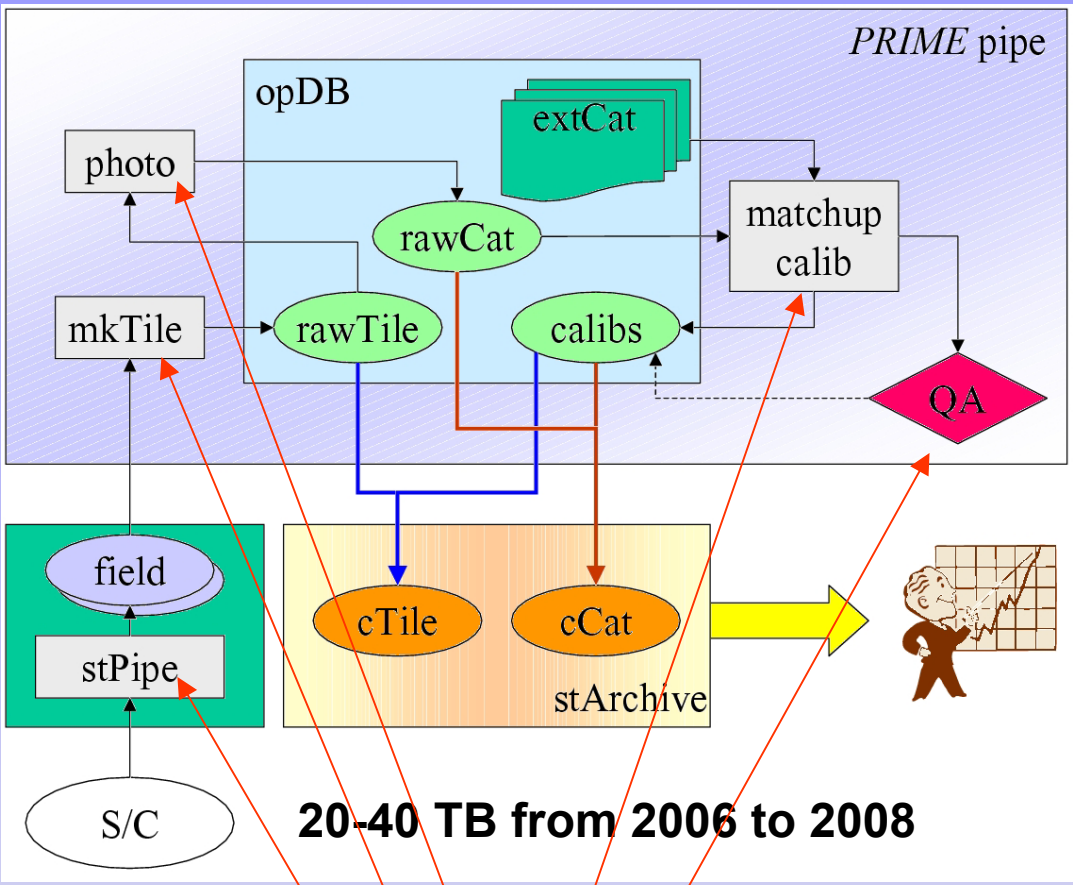 PRIME pipe
opDB
extCat
photo
rawCat
matchup
calib
mkTile
rawTile
calibs
QA
field
cTile
cCat
stPipe
stArchive
S/C
20-40 TB from 2006 to 2008